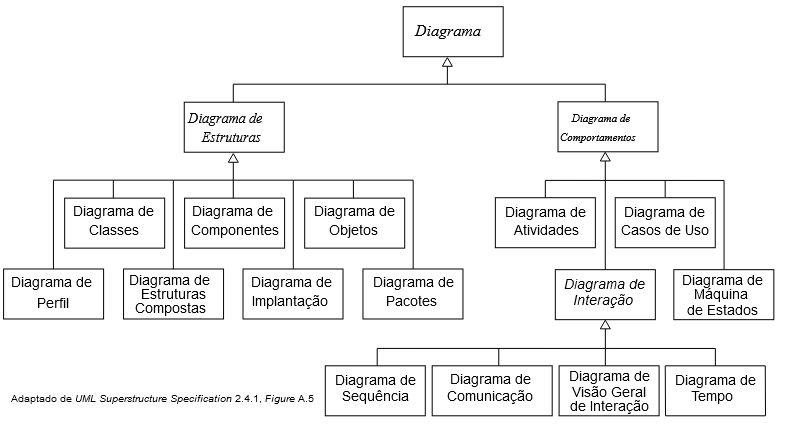 Diagrama
Diagrama de
Estruturas
Diagrama de
Comportamentos
Diagrama de
Classes
Diagrama de
Componentes
Diagrama de
Objetos
Diagrama de
Atividades
Diagrama de
Casos de Uso
Diagrama de
Perfil
Diagrama de
Estruturas
Compostas
Diagrama de
Implantação
Diagrama de
Pacotes
Diagrama de
Interação
Diagrama de
Máquina
de Estados
Diagrama de
Sequência
Diagrama de
Comunicação
Diagrama de
Visão Geral
de Interação
Diagrama de
Tempo
Adaptado de UML Superstructure Specification 2.4.1, Figure A.5